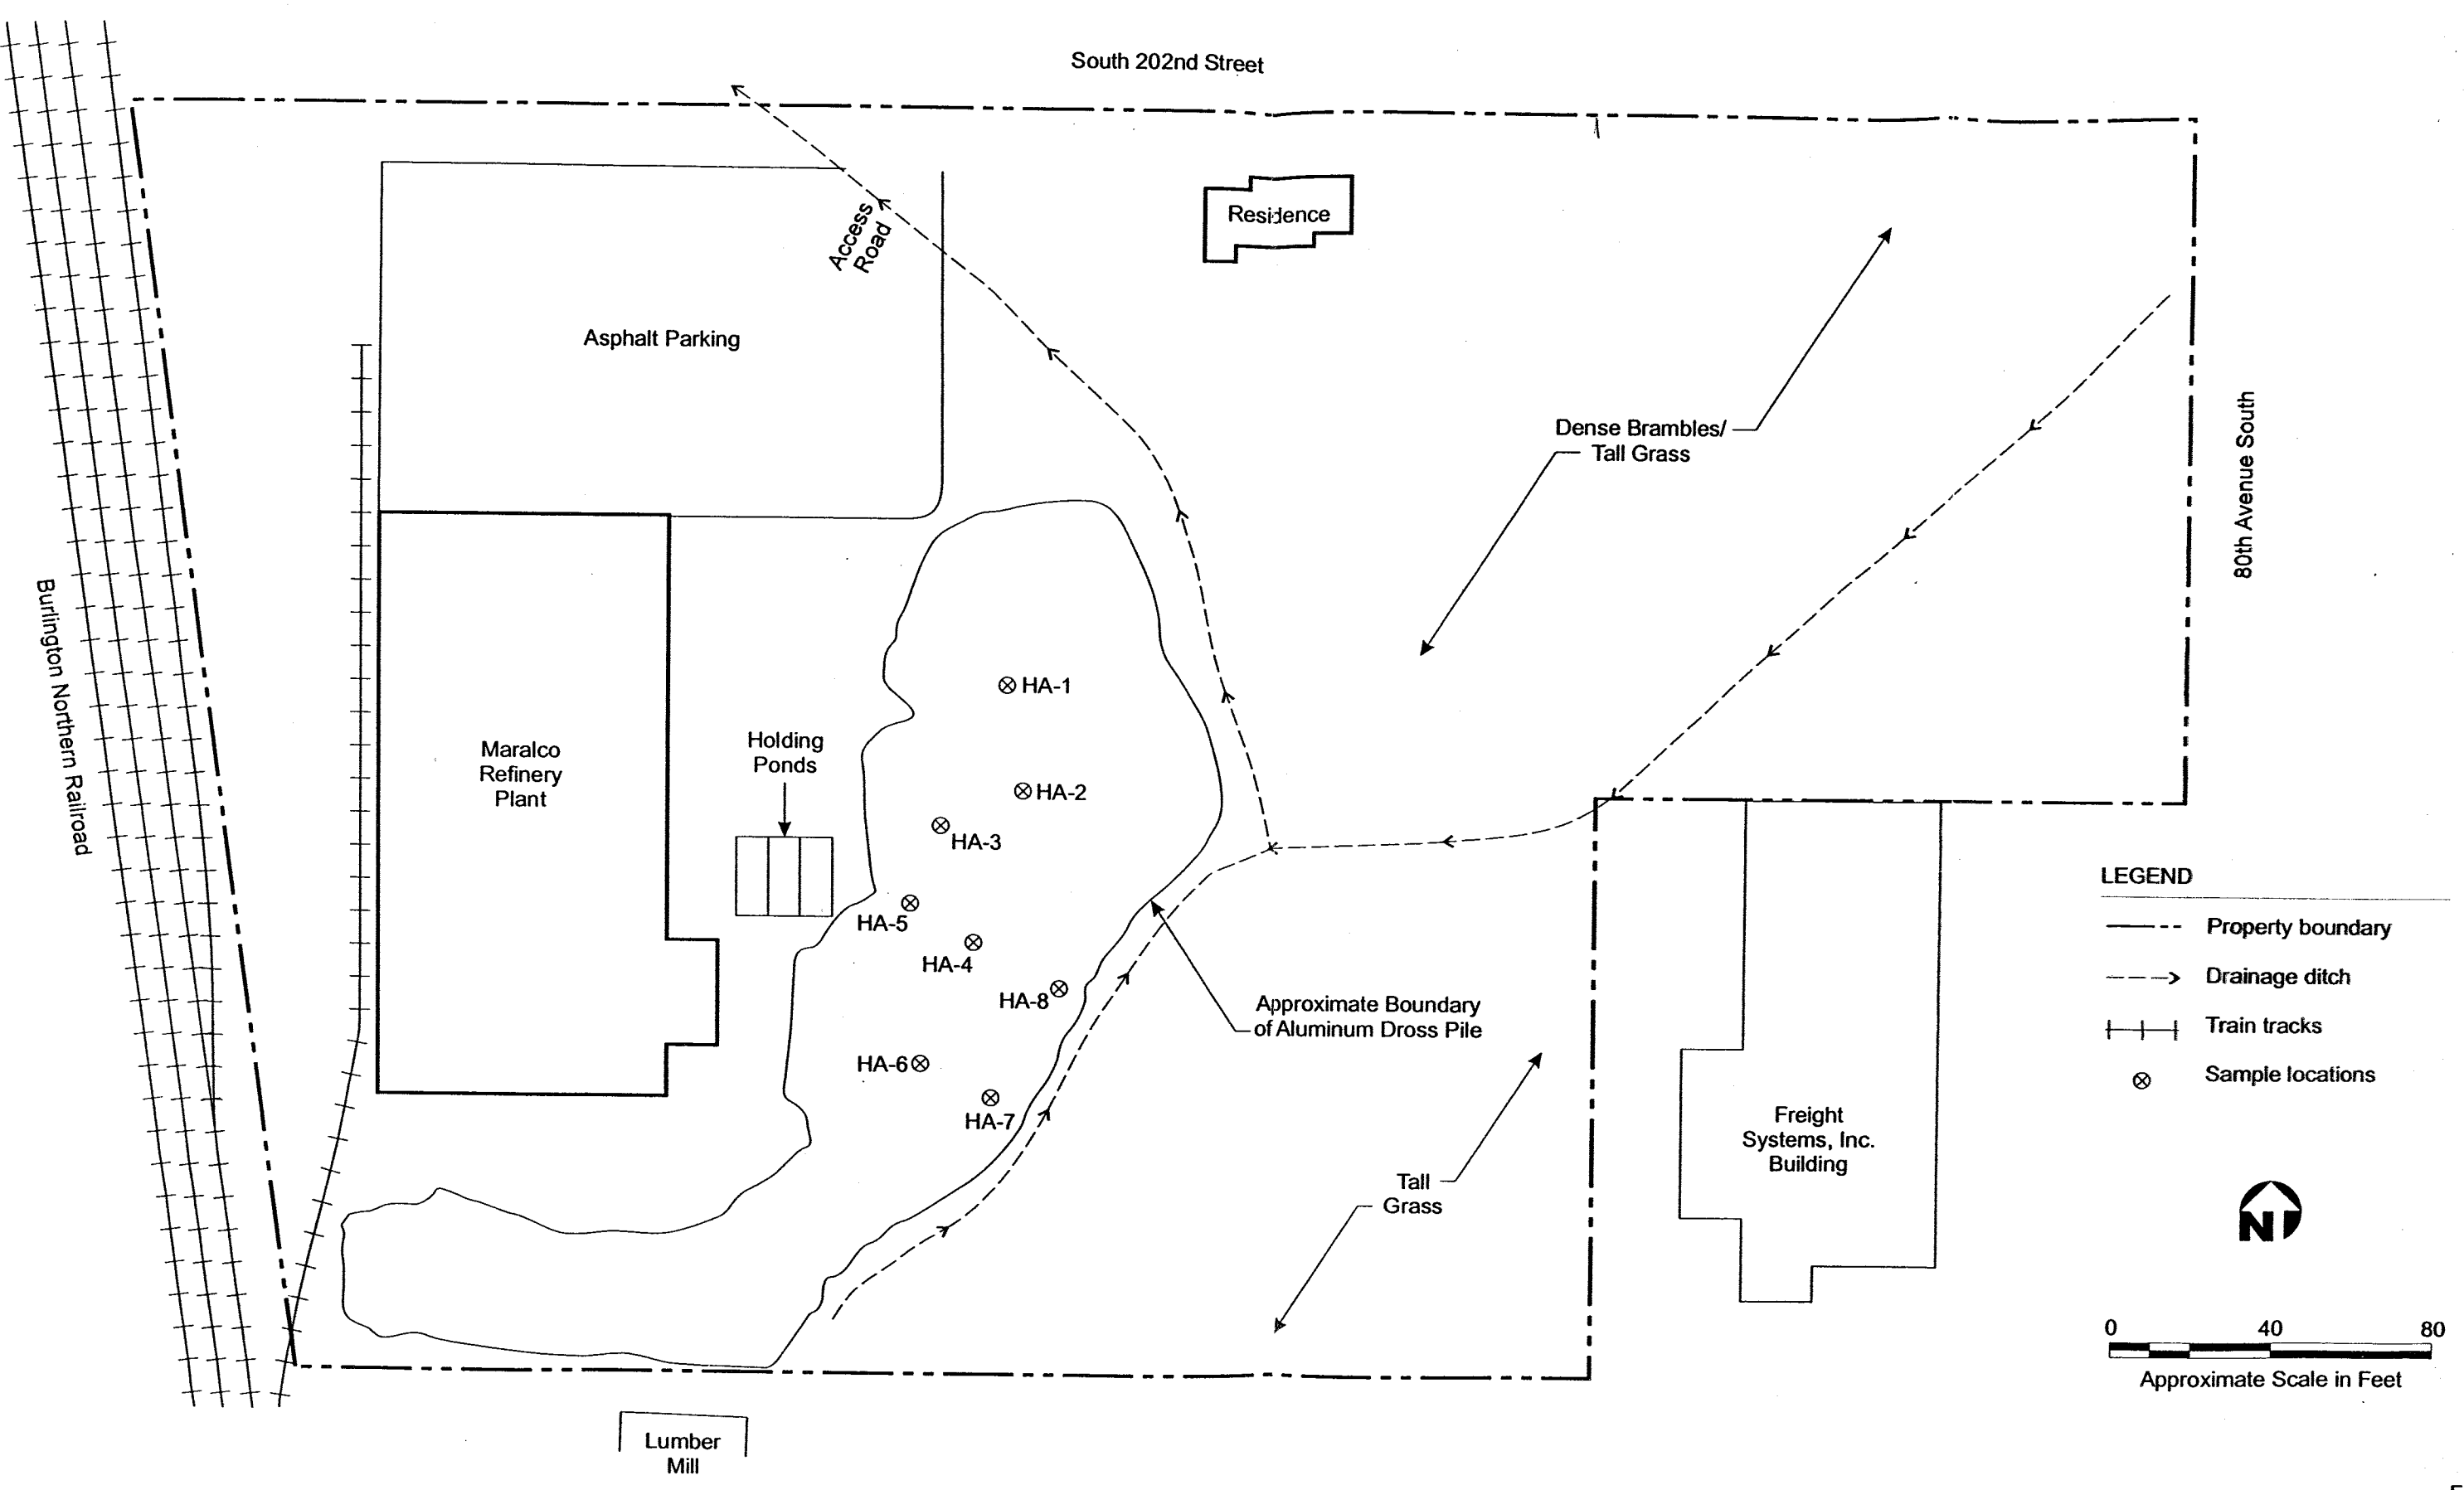 South 202nd Street
Access
Road
Residence
Asphalt Parking
Dense Brambles/
Tall Grass
80th Avenue South
Burlington Northern Railroad
Maralco
Refinery
Plant
Holding
Ponds
HA-1
HA-2
HA-3
HA-5
HA-4
HA-8
HA-6
HA-7
Approximate Boundary
of Aluminum Dross Pile
Tall
Grass
Freight
Systems, Inc.
Building
LEGEND
Property boundary
Drainage ditch
Train tracks
Sample locations
N
0 40 80
Approximate Scale in Feet
Lumber
Mill